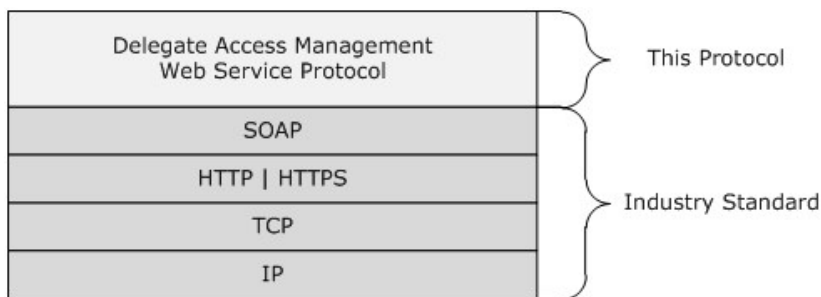 Delegate Access Management
Web Service Protocol
This Protocol
SOAP
HTTP | HTTPS
TCP
IP
Industry Standard